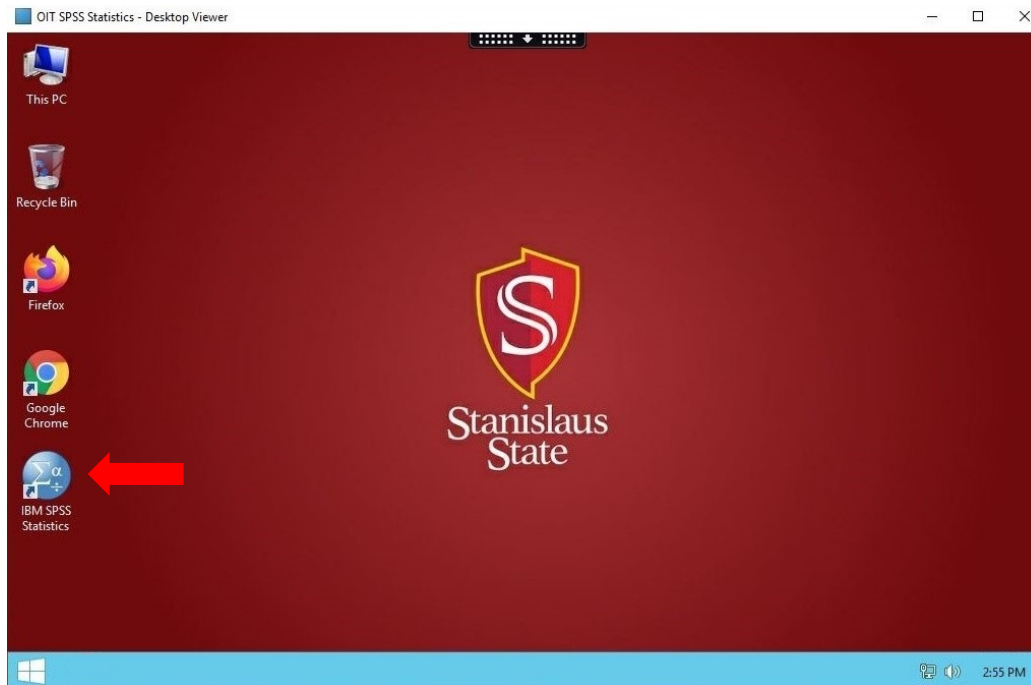 OIT SPSS Statistics - Desktop Viewer
This PC
Recycle Bin
Firefox
Google
Chrome
IBM SPSS
Statistics
S
Stanislaus
State
2:55 PM